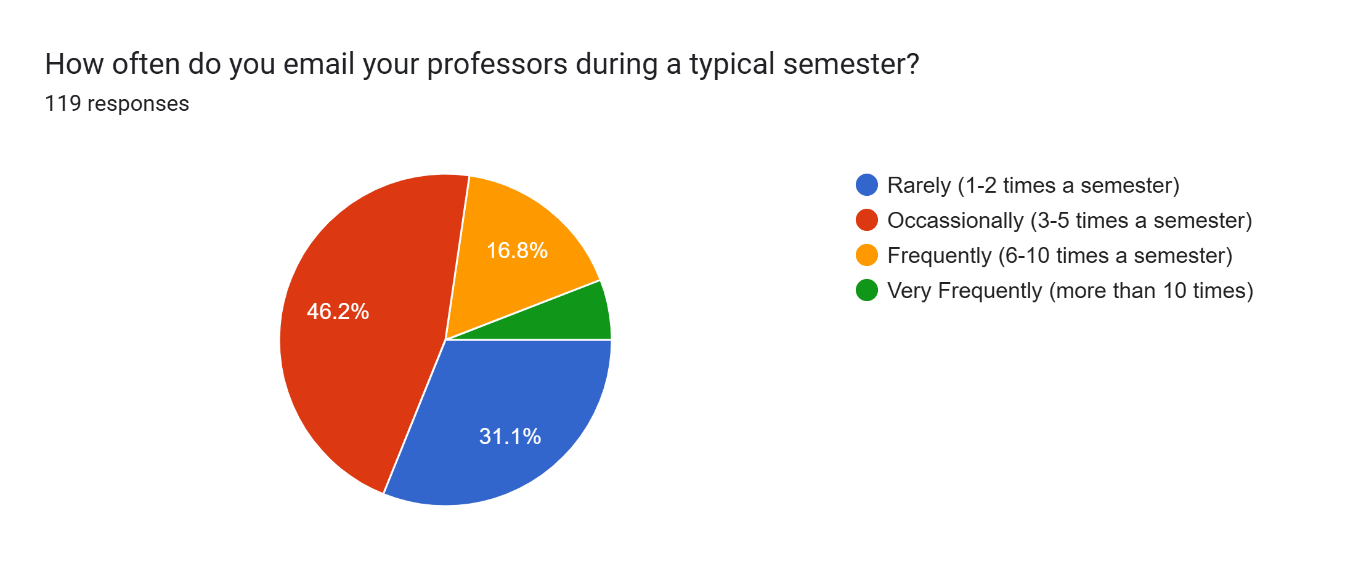 How often do you email your professors during a typical semester?
119 responses
Rarely (1-2 times a semester)
Occassionally (3-5 times a semester)
Frequently (6-10 times a semester)
Very Frequently (more than 10 times)
16.8%
46.2%
31.1%